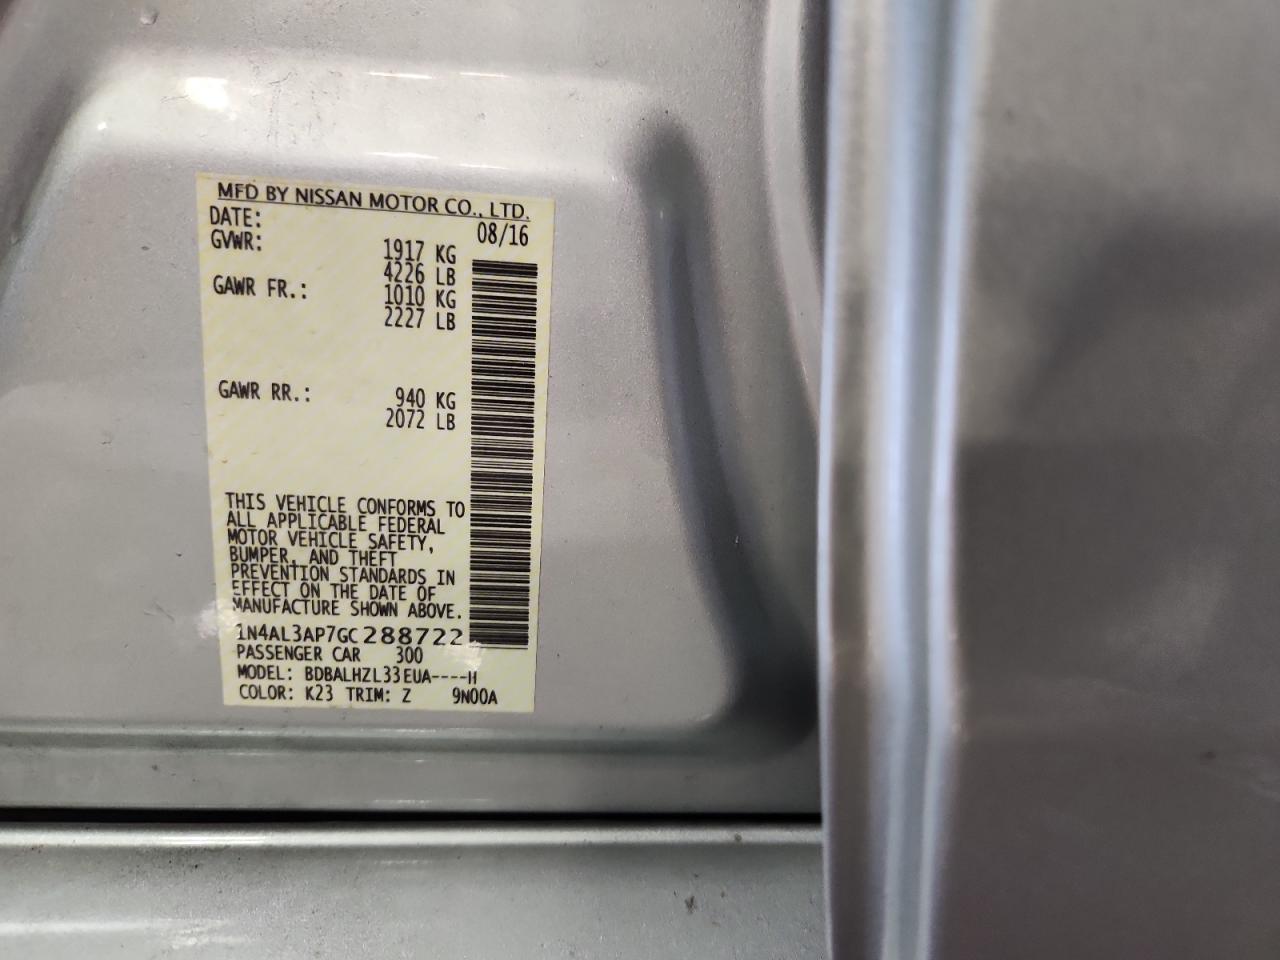 MFD BY NISSAN MOTOR CO., LTD.
DATE: 08/16
GVWR: 1917 KG
4226 LB
GAWR FR.: 1010 KG
2227 LB
GAWR RR.: 940 KG
2072 LB
THIS VEHICLE CONFORMS TO
ALL APPLICABLE FEDERAL
MOTOR VEHICLE SAFETY,
BUMPER, AND THEFT
PREVENTION STANDARDS IN
EFFECT ON THE DATE OF
MANUFACTURE SHOWN ABOVE.
1N4AL3AP7GC288722
PASSENGER CAR 300
MODEL: BDBALHZL33EUA----H
COLOR: K23 TRIM: Z 9N00A